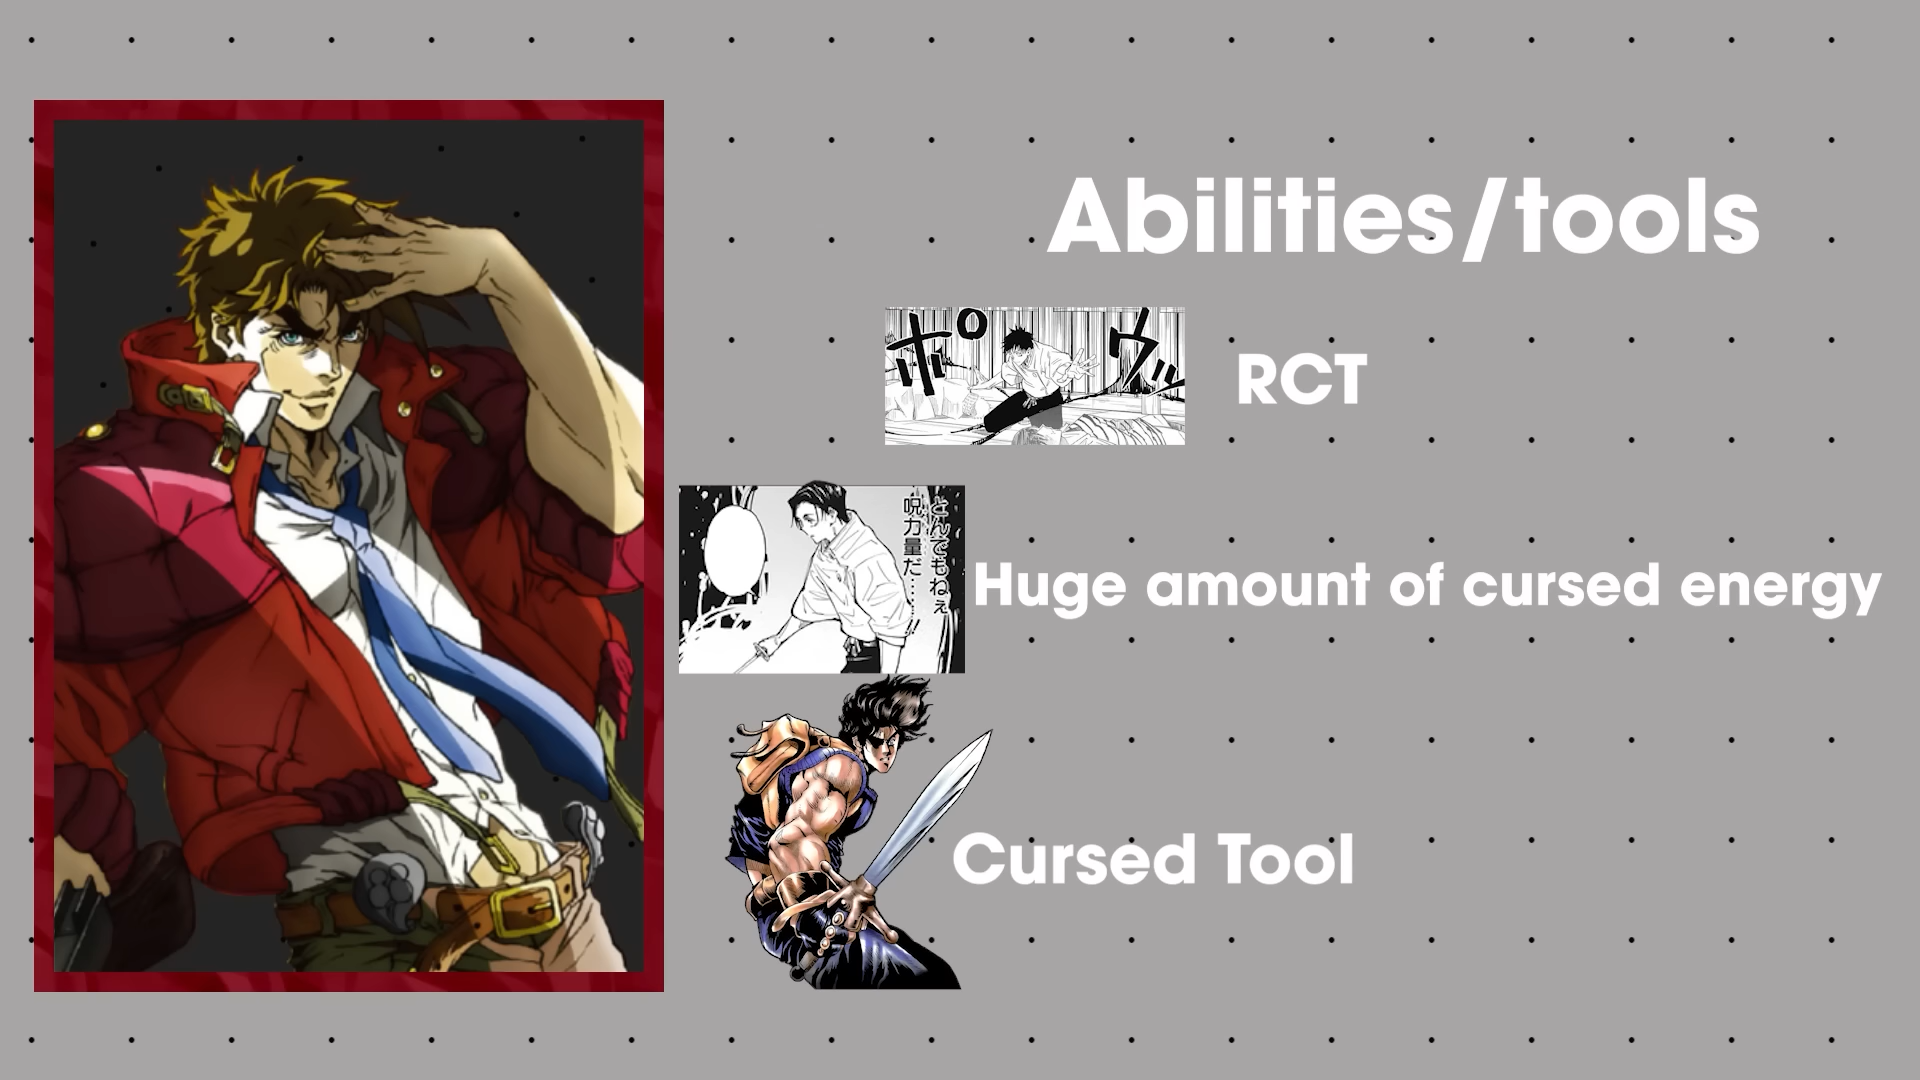 Abilities/tools
ポウッ
RCT
とんでもねぇ
呪力量だ……!!
Huge amount of cursed energy
Cursed Tool